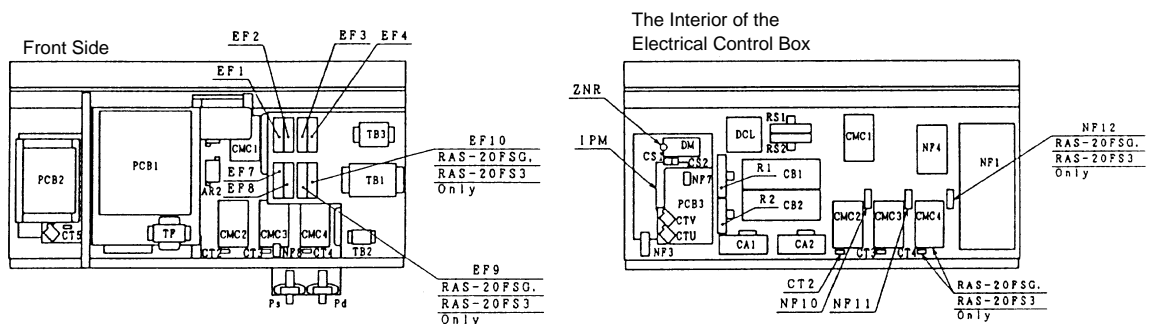 Front Side
EF2
EF3
EF4
EF1
TB3
CMC1
PCB1
EF10
RAS-20FSG.
RAS-20FS3
Only
PCB2
AR2
EF7
EF8
TB1
TF
CT5
CMC2
CMC3
CMC4
CT2
CT3
NF8
CT4
TB2
EF9
RAS-20FSG.
RAS-20FS3
Only
Ps
Pd
The Interior of the
Electrical Control Box
ZNR
RS1
DCL
RS2
CMC1
IPM
DM
CS1
CS2
NF4
NF1
NF12
RAS-20FSG.
RAS-20FS3
Only
NF7
R1
CB1
PCB3
R2
CB2
CTV
CTU
CMC2
CMC3
CMC4
NF3
CA1
CA2
CT3
CT4
CT2
NF10
NF11
RAS-20FSG.
RAS-20FS3
Only